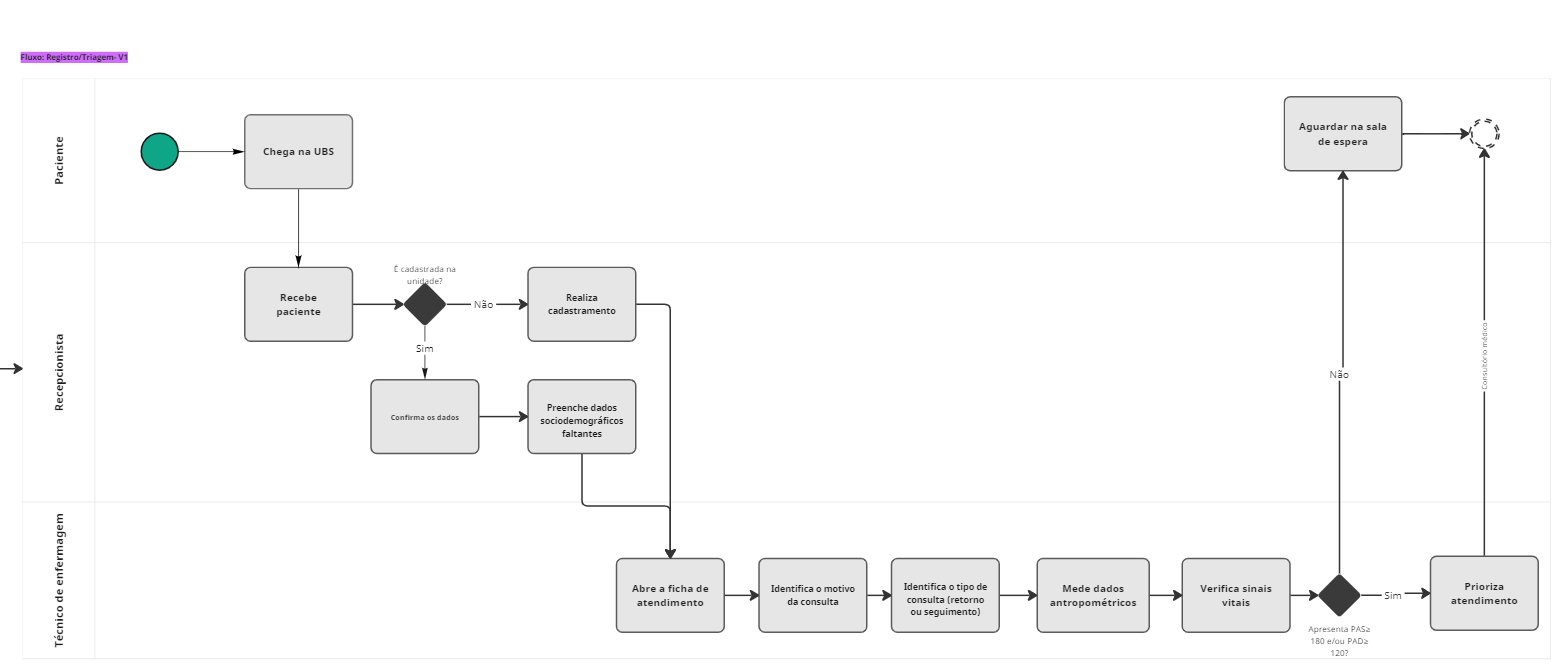 Fluxo: Registro/Triagem- V1
Paciente
Chega na UBS
Aguardar na sala
de espera
Recepcionista
Recebe
paciente
É cadastrada na
unidade?
Não
Realiza
cadastramento
Sim
Confirma os dados
Preenche dados
sociodemográficos
faltantes
Não
Consultório médico
Técnico de enfermagem
Abre a ficha de
atendimento
Identifica o motivo
da consulta
Identifica o tipo de
consulta (retorno
ou seguimento)
Mede dados
antropométricos
Verifica sinais
vitais
Apresenta PAS≥
180 e/ou PAD≥
120?
Sim
Prioriza
atendimento